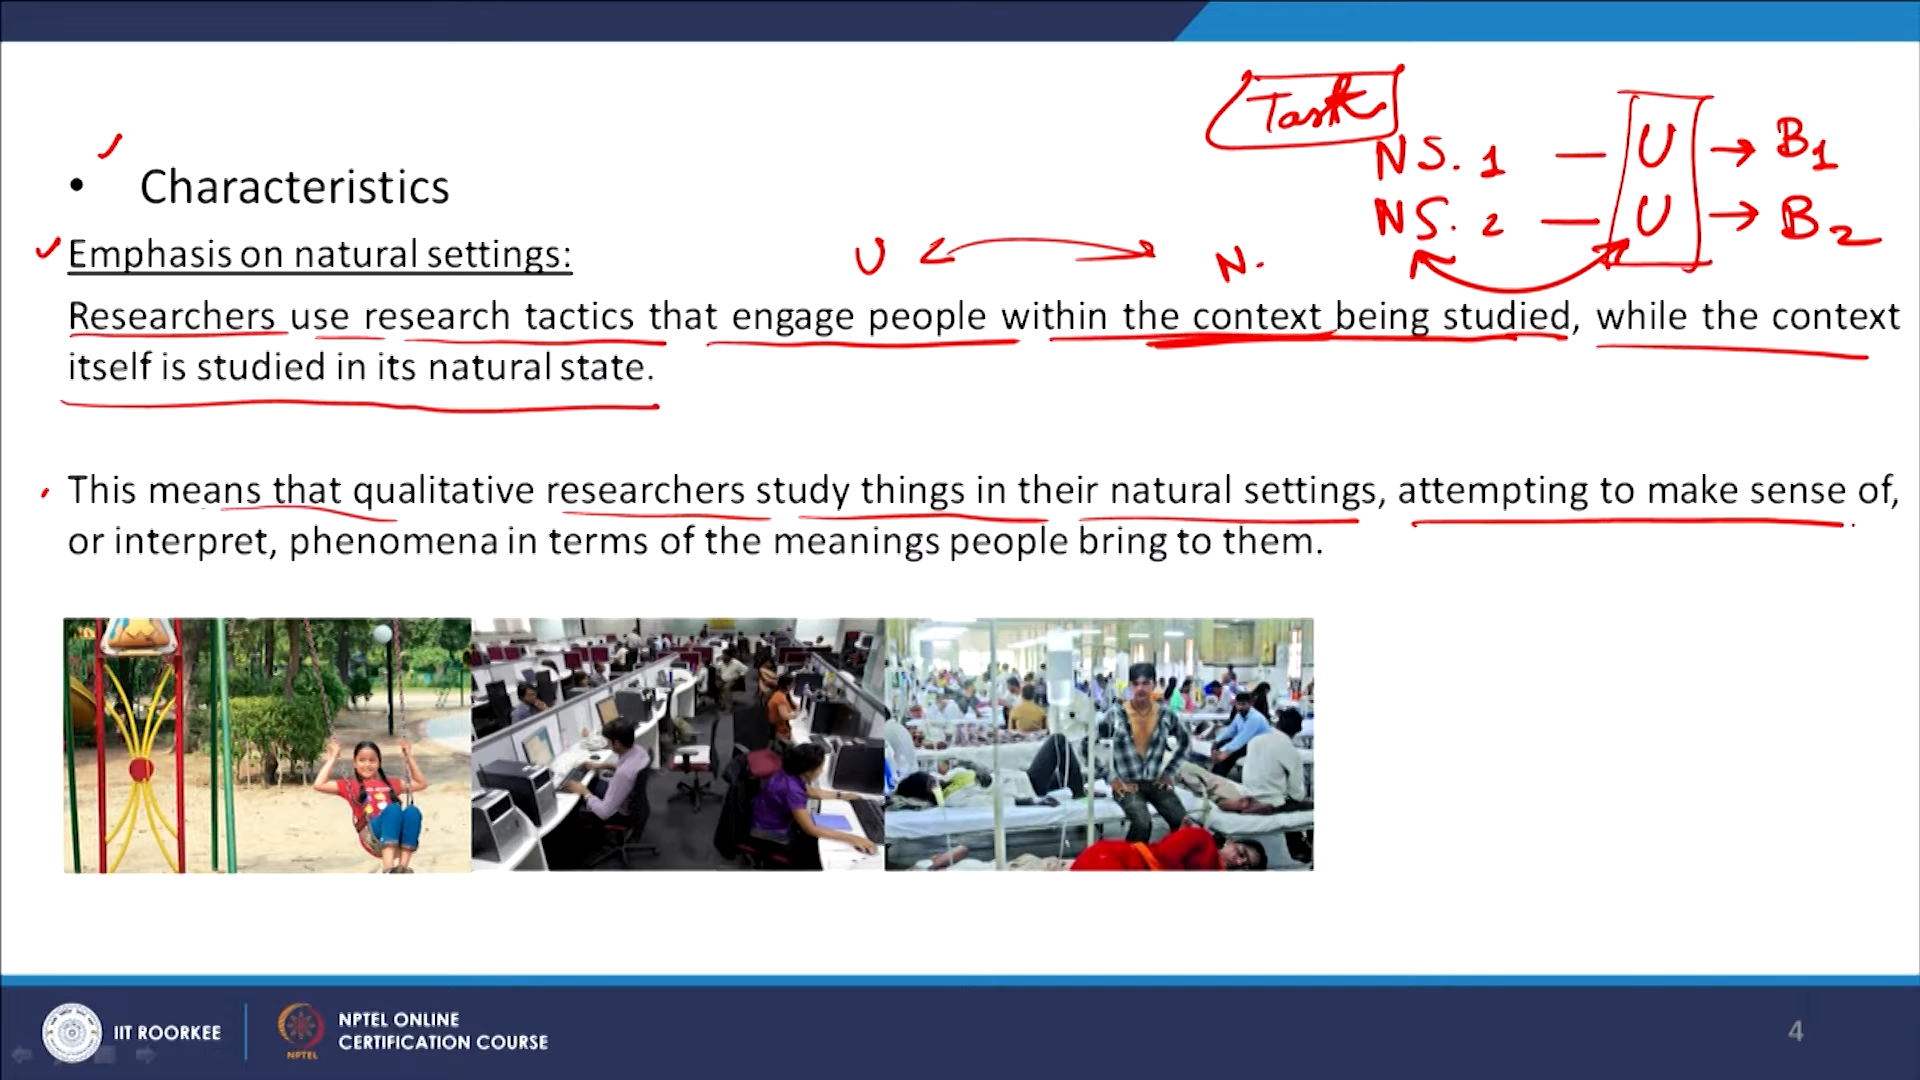 Task
NS. 1 — U → B1
NS. 2 — U → B2
• Characteristics
Emphasis on natural settings:
U N.
Researchers use research tactics that engage people within the context being studied, while the context
itself is studied in its natural state.
This means that qualitative researchers study things in their natural settings, attempting to make sense of,
or interpret, phenomena in terms of the meanings people bring to them.
IIT ROORKEE
NPTEL
NPTEL ONLINE
CERTIFICATION COURSE
4